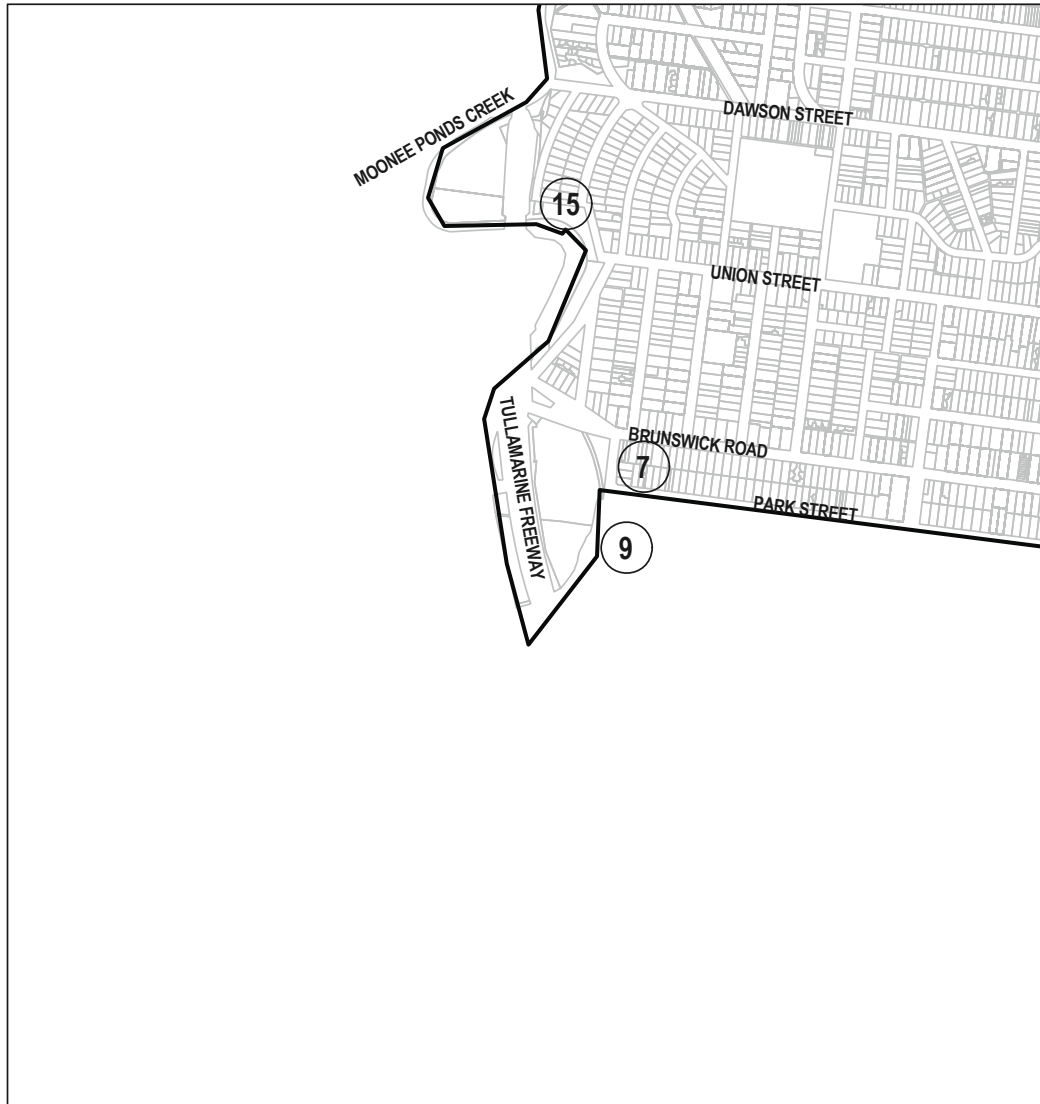 MOONEE PONDS CREEK
DAWSON STREET
15
UNION STREET
TULLAMARINE FREEWAY
BRUNSWICK ROAD
7
PARK STREET
9